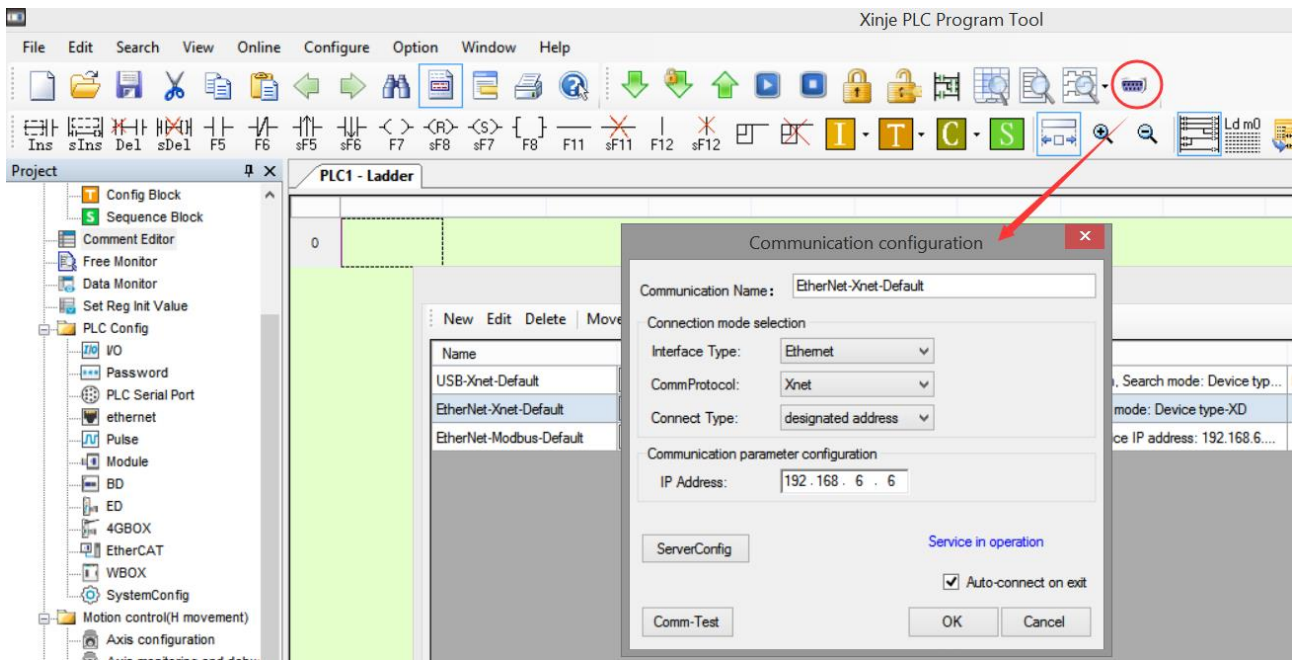 Xinje PLC Program Tool
File Edit Search View Online Configure Option Window Help
Ins sIns Del sDel F5 F6 sF5 sF6 F7 sF8 sF7 F8 F11 sF11 F12 sF12 I T C S Ld m0
Project
PLC1 - Ladder
T Config Block
S Sequence Block
Comment Editor
Free Monitor
Data Monitor
Set Reg Init Value
PLC Config
I/O I/O
Password
PLC Serial Port
ethernet
Pulse
Module
BD
ED
4GBOX
EtherCAT
WBOX
SystemConfig
Motion control(H movement)
Axis configuration
0
New Edit Delete Move
Name
USB-Xnet-Default
, Search mode: Device typ...
EtherNet-Xnet-Default
mode: Device type-XD
EtherNet-Modbus-Default
ce IP address: 192.168.6....
Communication configuration
Communication Name: EtherNet-Xnet-Default
Connection mode selection
Interface Type: Ethernet
CommProtocol: Xnet
Connect Type: designated address
Communication parameter configuration
IP Address: 192 . 168 . 6 . 6
ServerConfig
Service in operation
Auto-connect on exit
Comm-Test OK Cancel